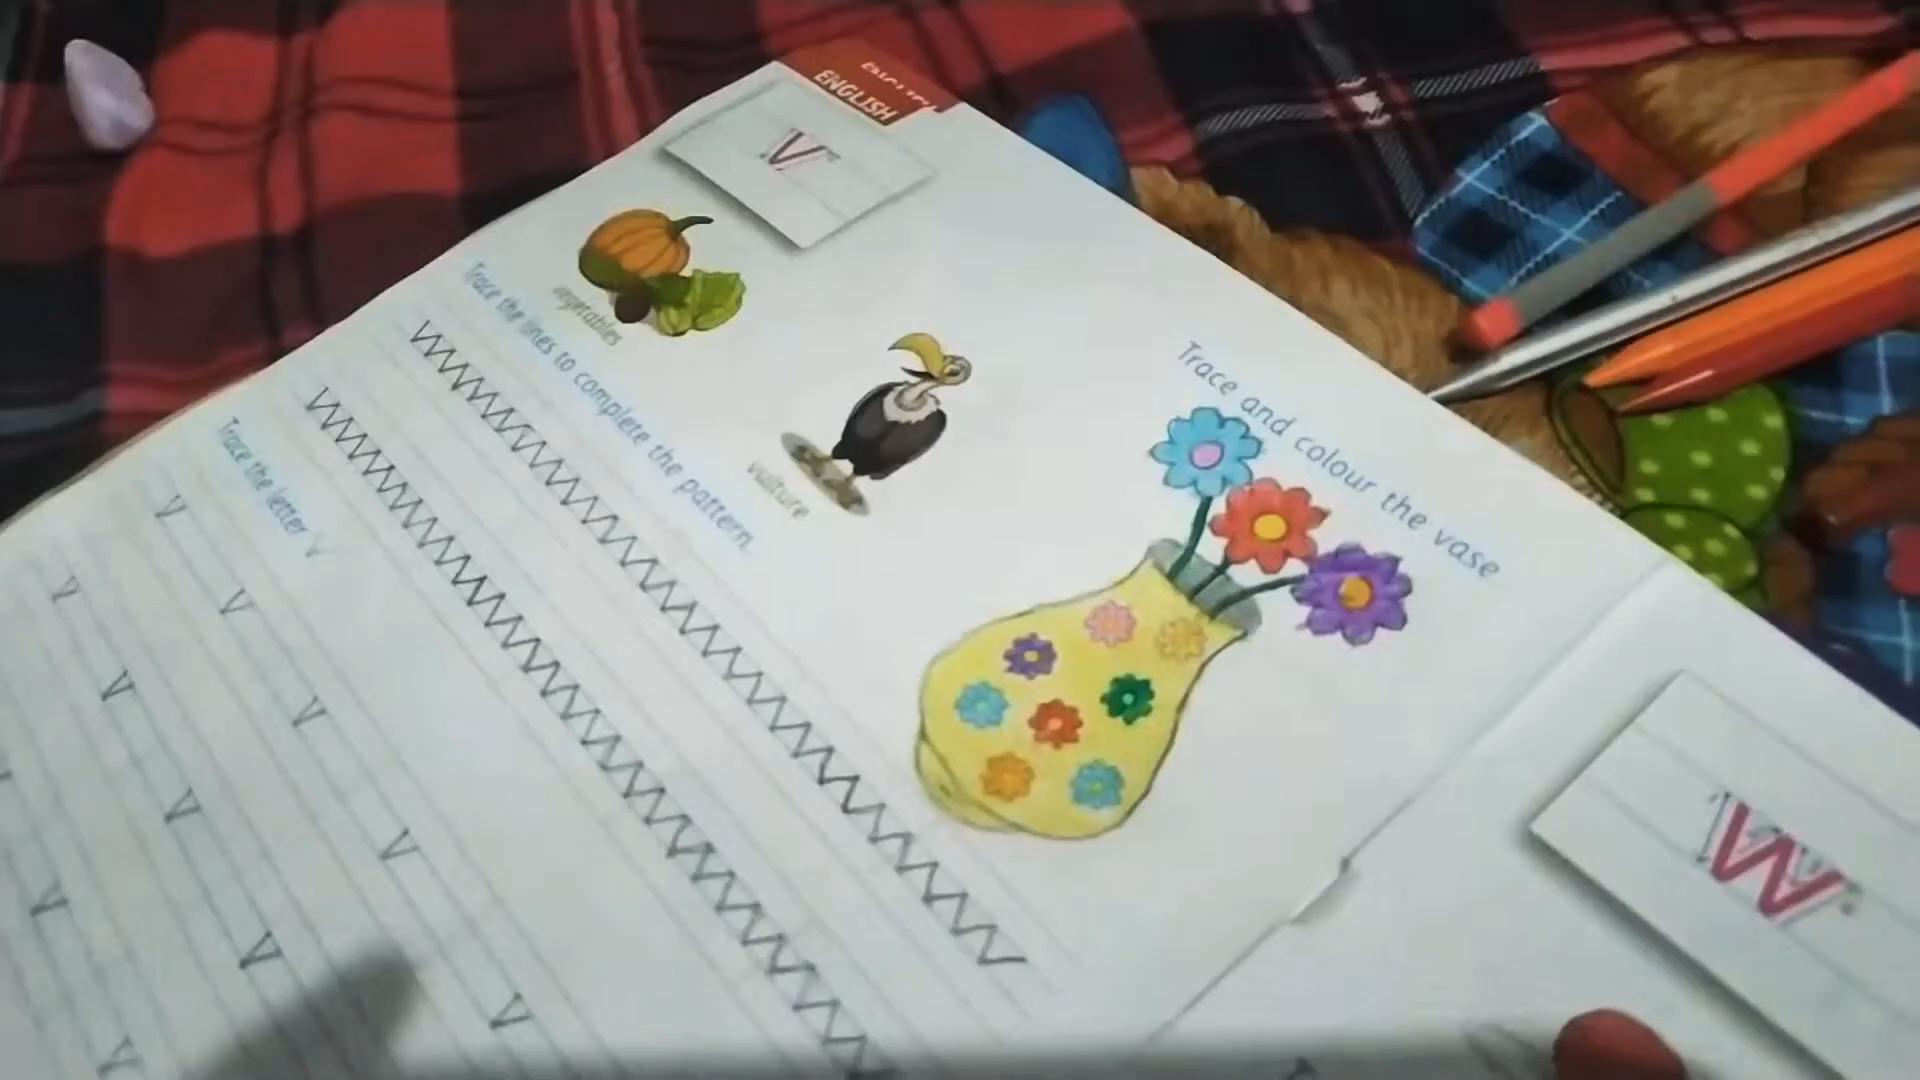 ENGLISH
V
vegetables
vulture
Trace and colour the vase
Trace the lines to complete the pattern.
Trace the letter V
V
V
V
V
V
V
V
V
V
V
W